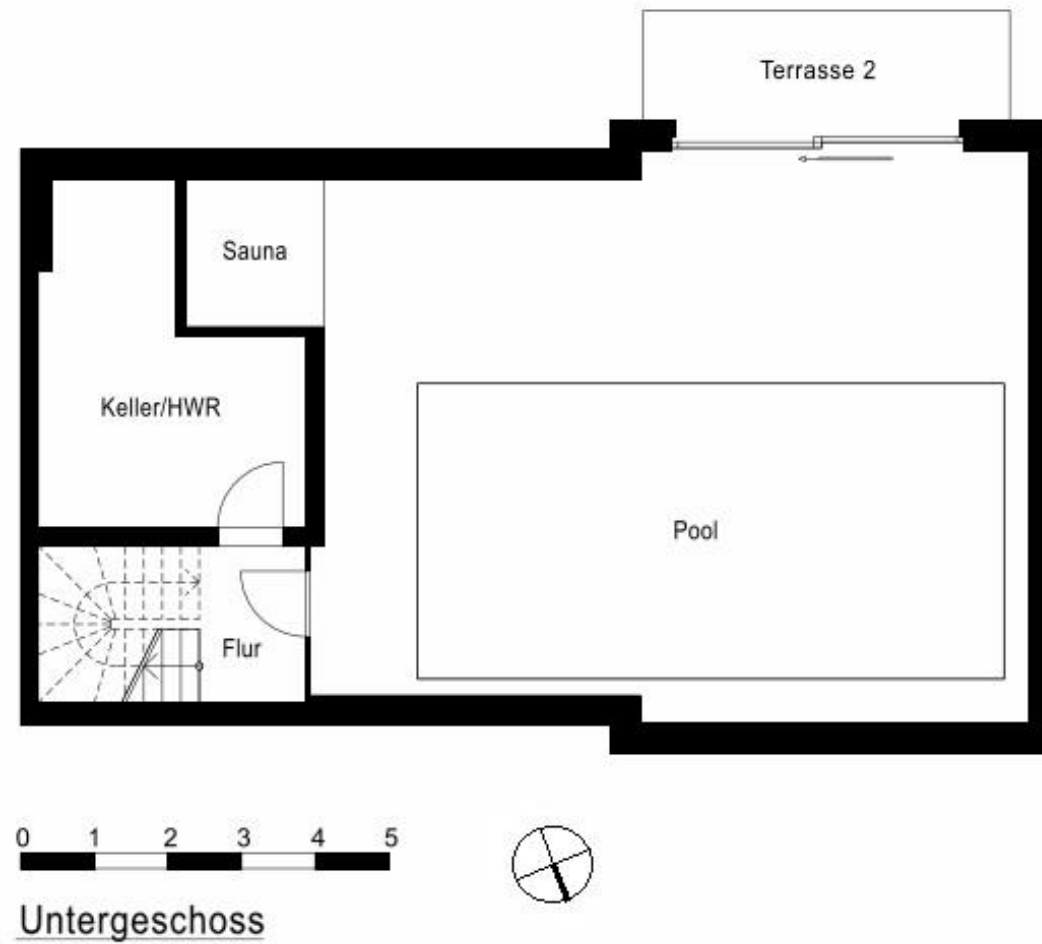 Terrasse 2
Sauna
Keller/HWR
Pool
Flur
0 1 2 3 4 5
Untergeschoss